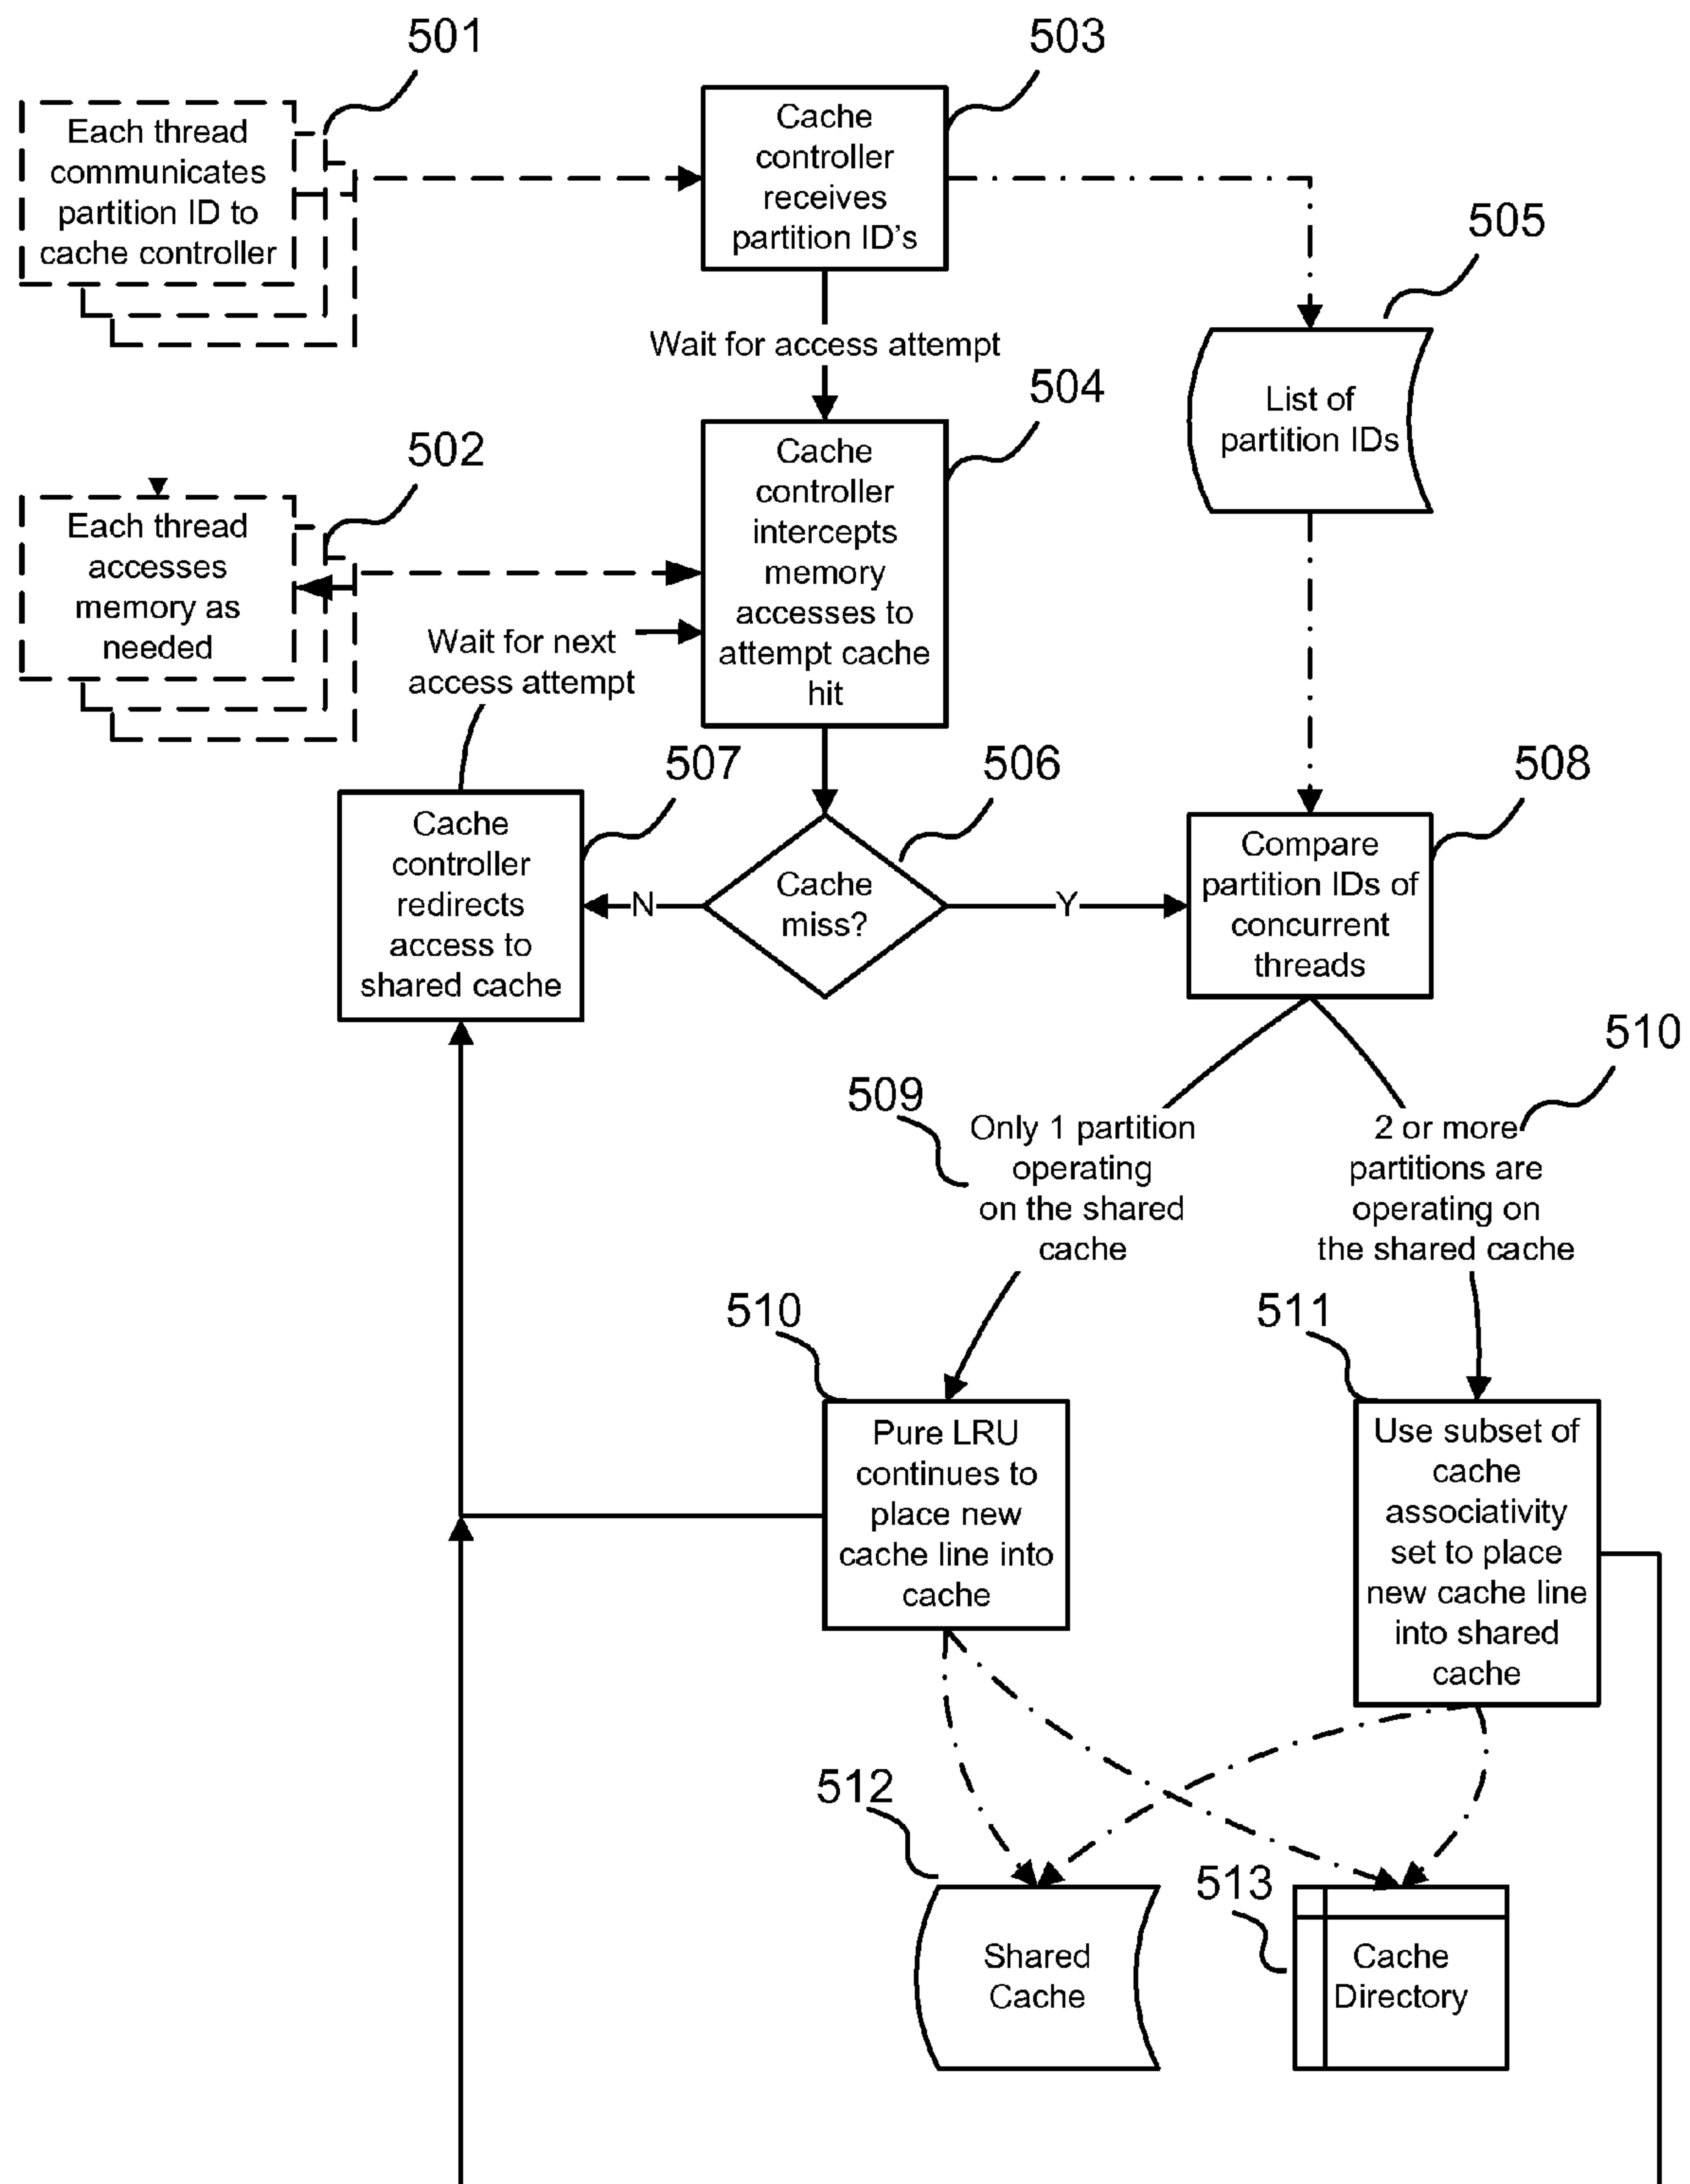 501
Each thread
communicates
partition ID to
cache controller
503
Cache
controller
receives
partition ID's
505
List of
partition IDs
Wait for access attempt
504
Cache
controller
intercepts
memory
accesses to
attempt cache
hit
502
Each thread
accesses
memory as
needed
Wait for next
access attempt
507
Cache
controller
redirects
access to
shared cache
506
Cache
miss?
N
Y
508
Compare
partition IDs of
concurrent
threads
509
Only 1 partition
operating
on the shared
cache
510
2 or more
partitions are
operating on
the shared cache
510
Pure LRU
continues to
place new
cache line into
cache
511
Use subset of
cache
associativity
set to place
new cache line
into shared
cache
512
Shared
Cache
513
Cache
Directory